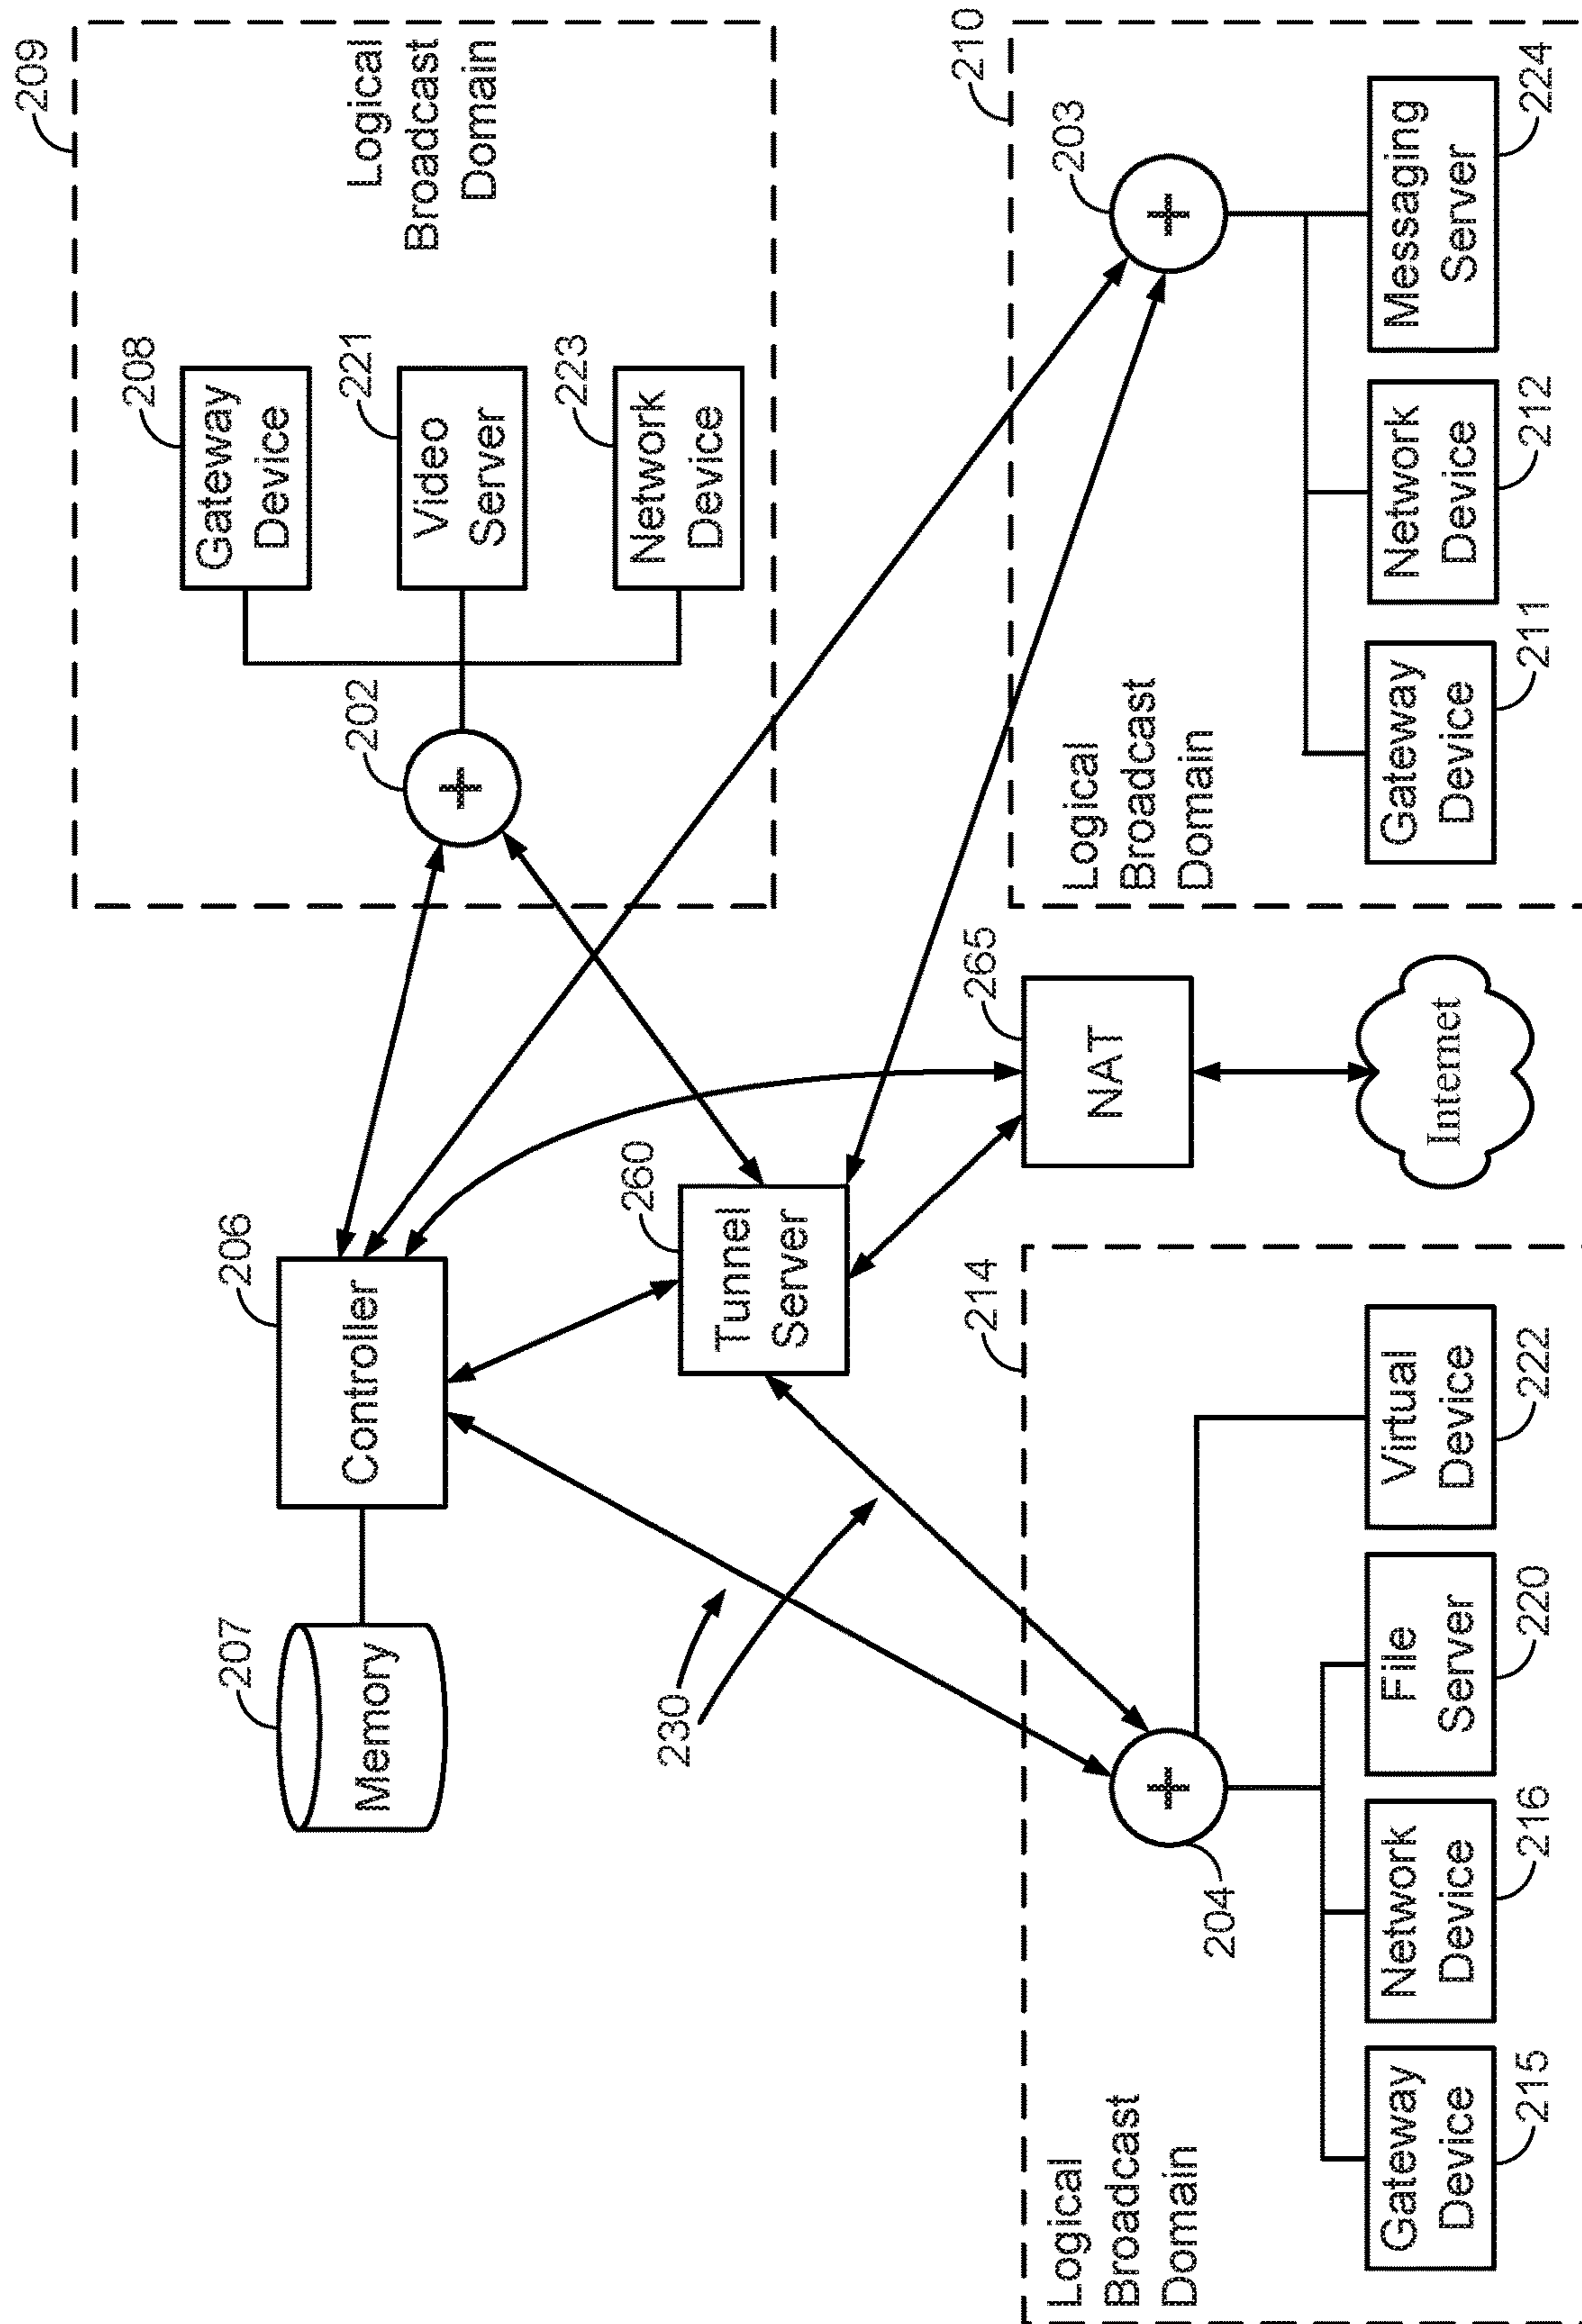 209
Logical
Broadcast
Domain
208
Gateway
Device
221
Video
Server
223
Network
Device
202
206
Controller
207
Memory
260
Tunnel
Server
230
265
NAT
Internet
210
203
Logical
Broadcast
Domain
Gateway
Device
211
Network
Device
212
Messaging
Server
224
214
Logical
Broadcast
Domain
204
Gateway
Device
215
Network
Device
216
File
Server
220
Virtual
Device
222